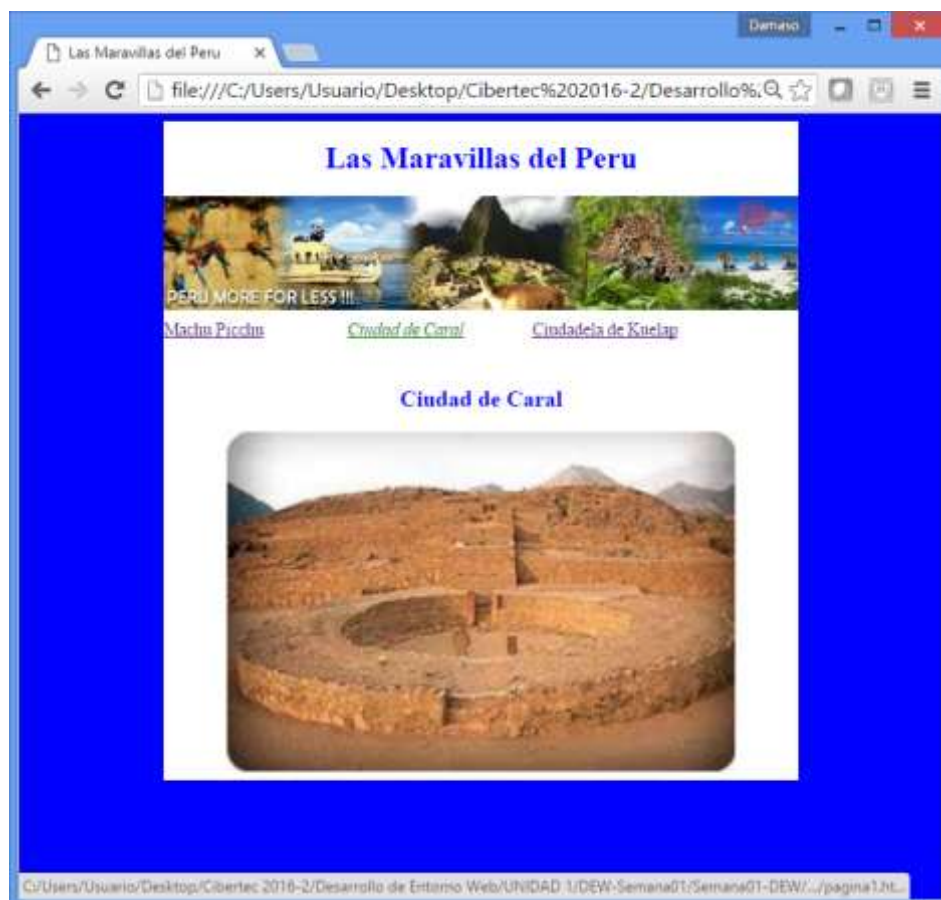 Damaso
Las Maravillas del Peru
file:///C:/Users/Usuario/Desktop/Cibertec%202016-2/Desarrollo%.
Las Maravillas del Peru
PERU MORE FOR LESS !!!
Machu Picchu Ciudad de Caral Ciudadela de Kuelap
Ciudad de Caral
C:/Users/Usuario/Desktop/Cibertec 2016-2/Desarrollo de Entorno Web/UNIDAD 1/DEW-Semana01/Semana01-DEW/.../pagina1.ht...